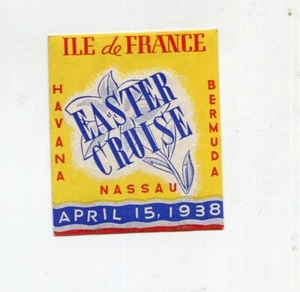 ILE de FRANCE
EASTER
CRUISE
HAVANA
BERMUDA
NASSAU
APRIL 15, 1938